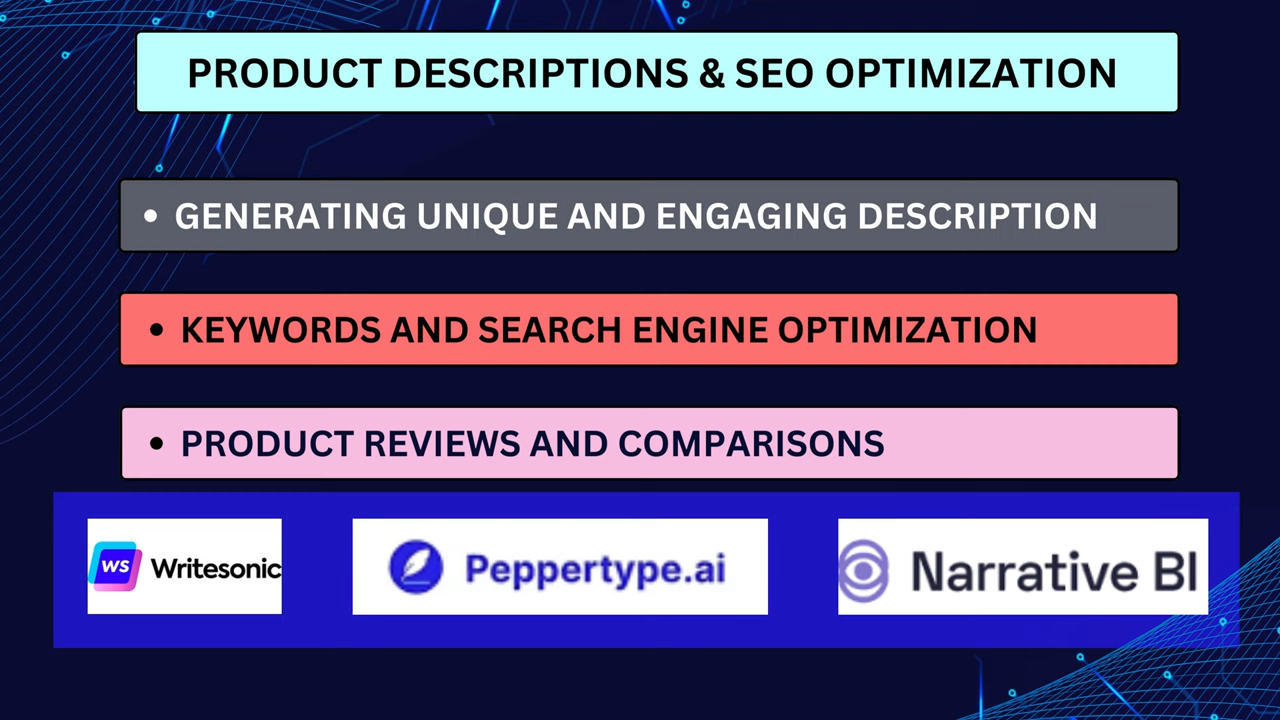 PRODUCT DESCRIPTIONS & SEO OPTIMIZATION
• GENERATING UNIQUE AND ENGAGING DESCRIPTION
• KEYWORDS AND SEARCH ENGINE OPTIMIZATION
• PRODUCT REVIEWS AND COMPARISONS
WS Writesonic
Peppertype.ai
Narrative BI